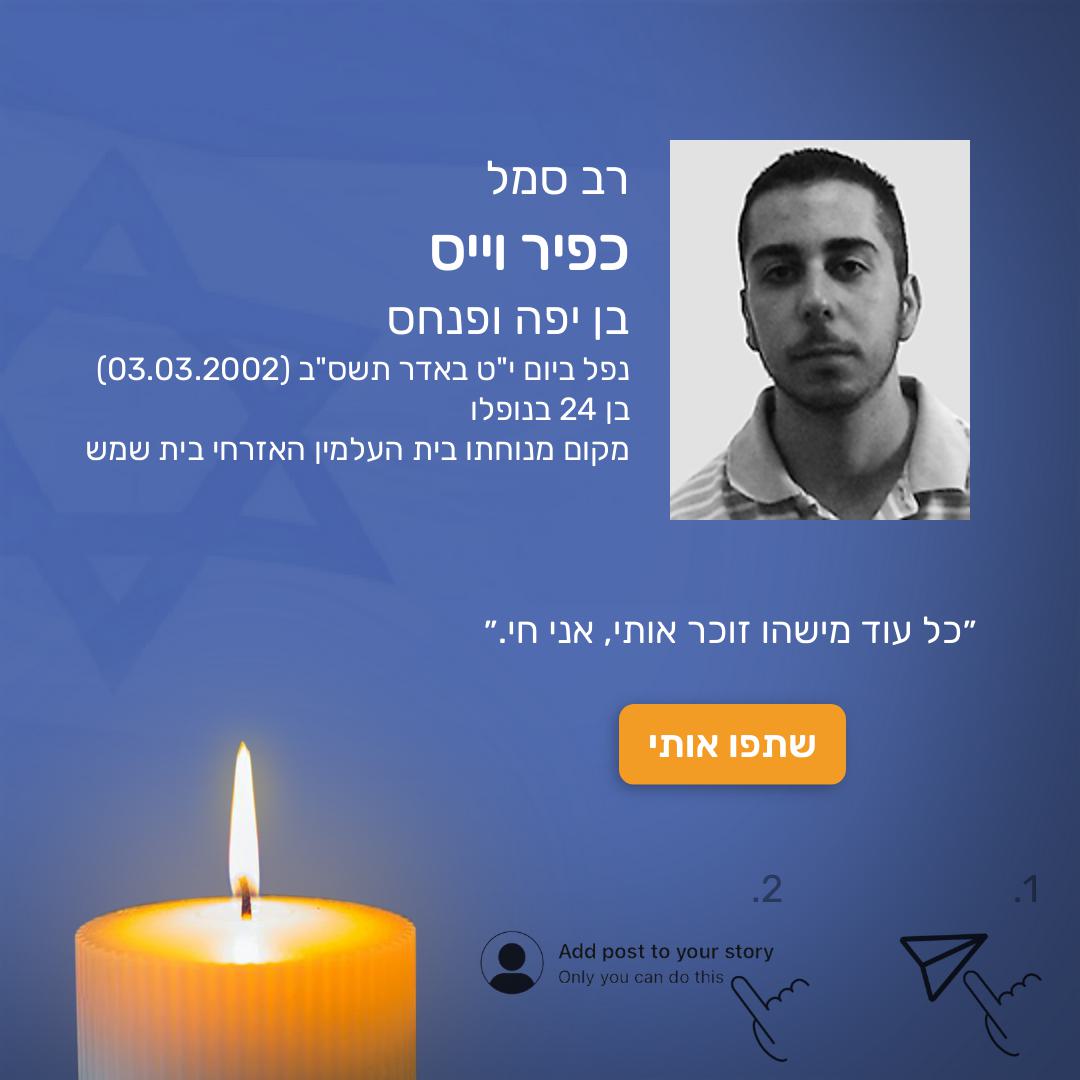 רב סמל
כפיר וייס
בן יפה ופנחס
נפל ביום י"ט באדר תשס"ב (03.03.2002)
בן 24 בנופלו
מקום מנוחתו בית העלמין האזרחי בית שמש
״כל עוד מישהו זוכר אותי, אני חי.״
שתפו אותי
1.
2.
Add post to your story
Only you can do this